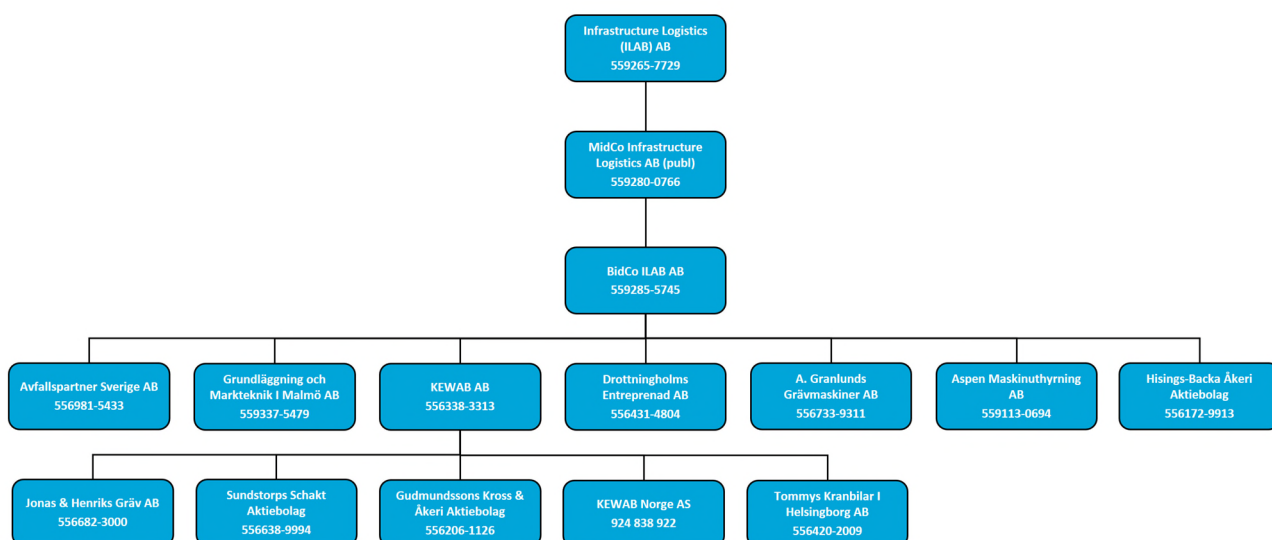 Infrastructure Logistics
(ILAB) AB
559265-7729
MidCo Infrastructure
Logistics AB (publ)
559280-0766
BidCo ILAB AB
559285-5745
Avfallspartner Sverige AB
556981-5433
Grundläggning och
Markteknik I Malmö AB
559337-5479
KEWAB AB
556338-3313
Drottningholms
Entreprenad AB
556431-4804
A. Granlunds
Grävmaskiner AB
556733-9311
Aspen Maskinuthyrning
AB
559113-0694
Hisings-Backa Åkeri
Aktiebolag
556172-9913
Jonas & Henriks Gräv AB
556682-3000
Sundstorps Schakt
Aktiebolag
556638-9994
Gudmundssons Kross &
Åkeri Aktiebolag
556206-1126
KEWAB Norge AS
924 838 922
Tommys Kranbilar I
Helsingborg AB
556420-2009